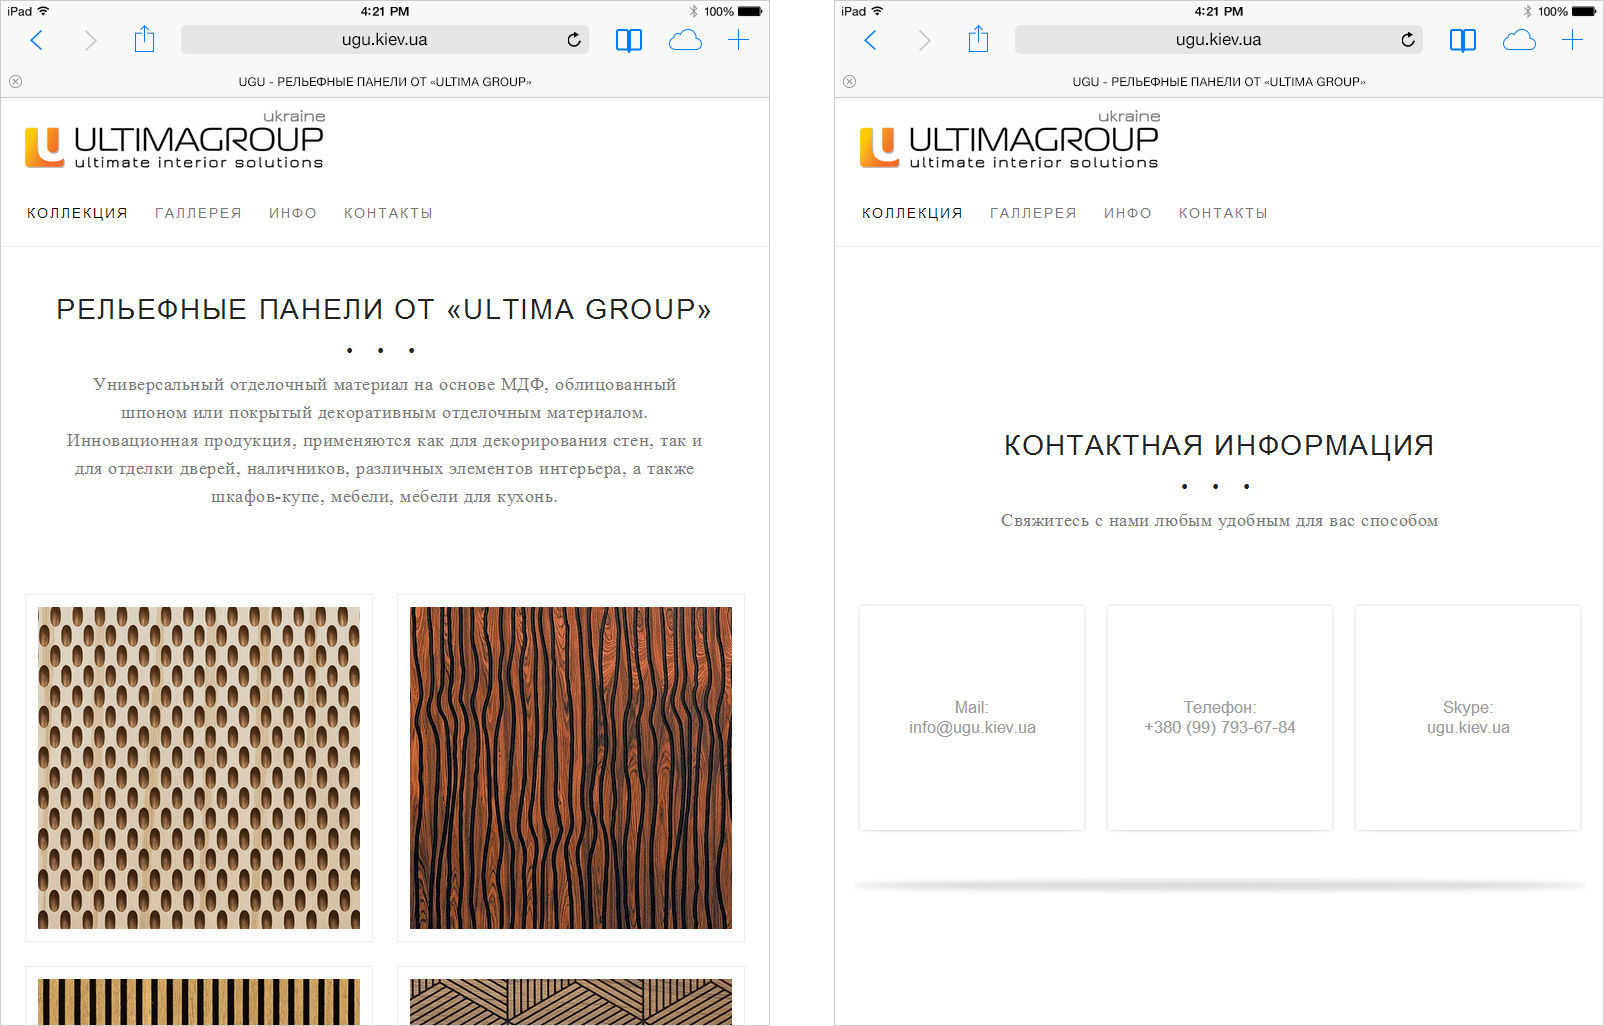 iPad 4:21 PM 100%
ugu.kiev.ua
UGU - РЕЛЬЕФНЫЕ ПАНЕЛИ ОТ «ULTIMA GROUP»
ukraine
ULTIMAGROUP
ultimate interior solutions
КОЛЛЕКЦИЯ ГАЛЛЕРЕЯ ИНФО КОНТАКТЫ
РЕЛЬЕФНЫЕ ПАНЕЛИ ОТ «ULTIMA GROUP»
Универсальный отделочный материал на основе МДФ, облицованный
шпоном или покрытый декоративным отделочным материалом.
Инновационная продукция, применяются как для декорирования стен, так и
для отделки дверей, наличников, различных элементов интерьера, а также
шкафов-купе, мебели, мебели для кухонь.
iPad 4:21 PM 100%
ugu.kiev.ua
UGU - РЕЛЬЕФНЫЕ ПАНЕЛИ ОТ «ULTIMA GROUP»
ukraine
ULTIMAGROUP
ultimate interior solutions
КОЛЛЕКЦИЯ ГАЛЛЕРЕЯ ИНФО КОНТАКТЫ
КОНТАКТНАЯ ИНФОРМАЦИЯ
Свяжитесь с нами любым удобным для вас способом
Mail:
info@ugu.kiev.ua
Телефон:
+380 (99) 793-67-84
Skype:
ugu.kiev.ua